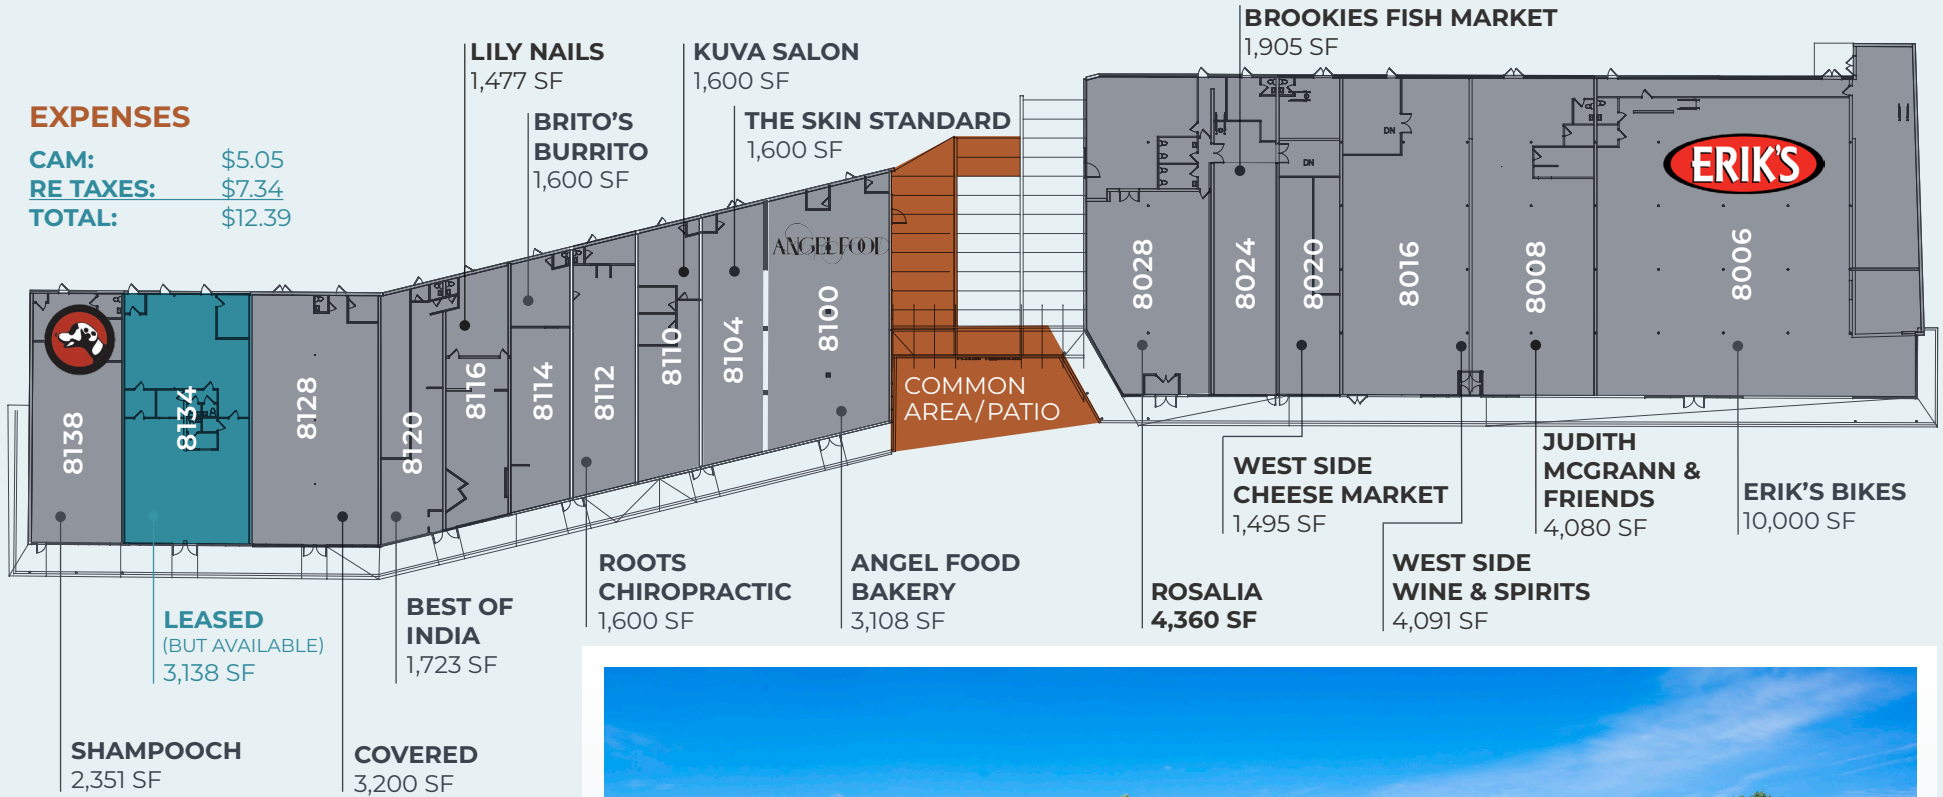 EXPENSES
CAM: $5.05
RE TAXES: $7.34
TOTAL: $12.39
LILY NAILS
1,477 SF
BRITO'S
BURRITO
1,600 SF
KUVA SALON
1,600 SF
THE SKIN STANDARD
1,600 SF
BROOKIES FISH MARKET
1,905 SF
ANGEL FOOD
ERIK'S
DN
DN
8138
8134
8128
8120
8116
8114
8112
8110
8104
8100
8028
8024
8020
8016
8008
8006
COMMON
AREA/PATIO
SHAMPOOCH
2,351 SF
LEASED
(BUT AVAILABLE)
3,138 SF
COVERED
3,200 SF
BEST OF
INDIA
1,723 SF
ROOTS
CHIROPRACTIC
1,600 SF
ANGEL FOOD
BAKERY
3,108 SF
ROSALIA
4,360 SF
WEST SIDE
CHEESE MARKET
1,495 SF
WEST SIDE
WINE & SPIRITS
4,091 SF
JUDITH
MCGRANN &
FRIENDS
4,080 SF
ERIK'S BIKES
10,000 SF